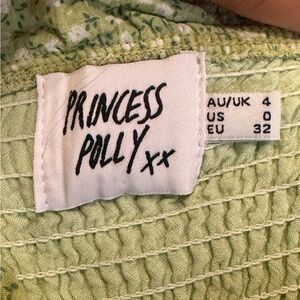 PRINCESS
POLLY xx
AU/UK 4
US 0
EU 32